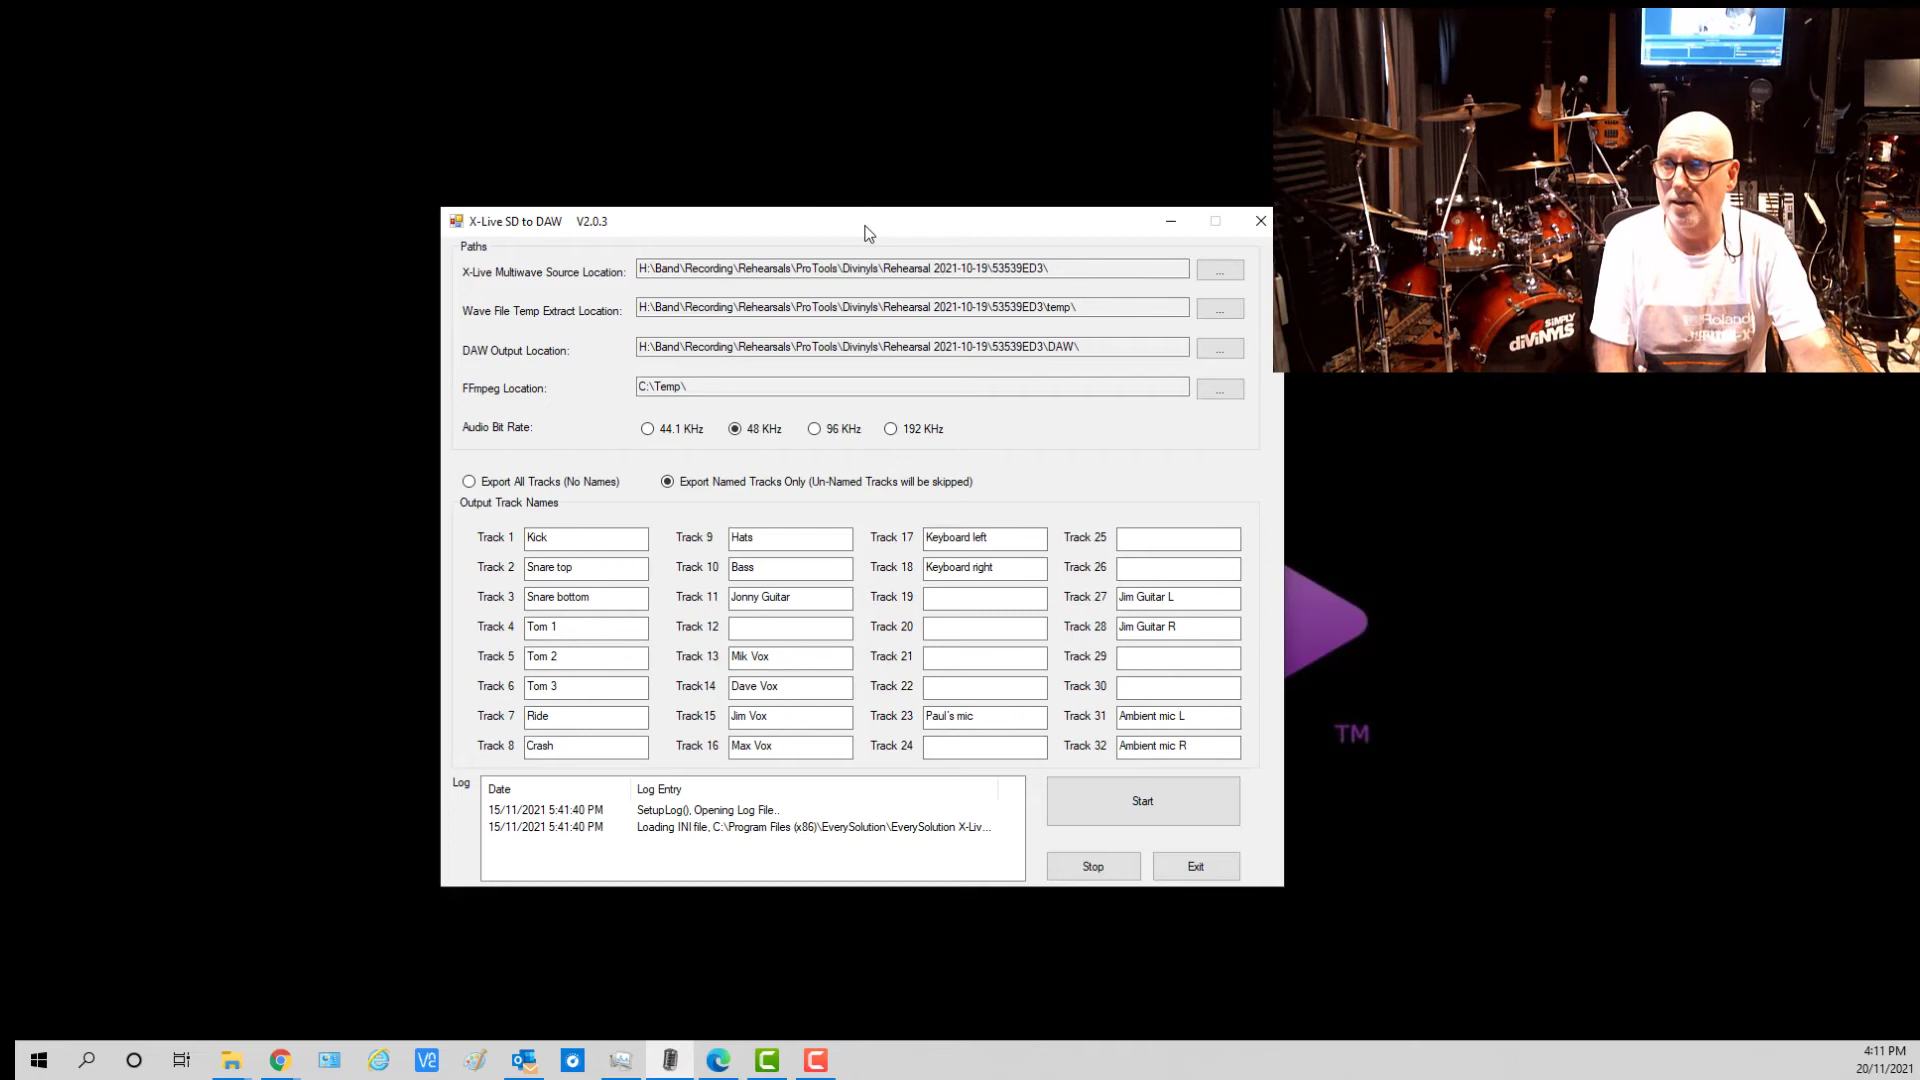 X-Live SD to DAW V2.0.3
Paths
X-Live Multiwave Source Location: H:\Band\Recording\Rehearsals\ProTools\Divinyls\Rehearsal 2021-10-19\53539ED3\ ...
Wave File Temp Extract Location: H:\Band\Recording\Rehearsals\ProTools\Divinyls\Rehearsal 2021-10-19\53539ED3\temp\ ...
DAW Output Location: H:\Band\Recording\Rehearsals\ProTools\Divinyls\Rehearsal 2021-10-19\53539ED3\DAW\ ...
FFmpeg Location: C:\Temp\ ...
Audio Bit Rate: 44.1 KHz 48 KHz 96 KHz 192 KHz
Export All Tracks (No Names) Export Named Tracks Only (Un-Named Tracks will be skipped)
Output Track Names
Track 1 Kick Track 9 Hats Track 17 Keyboard left Track 25
Track 2 Snare top Track 10 Bass Track 18 Keyboard right Track 26
Track 3 Snare bottom Track 11 Jonny Guitar Track 19 Track 27 Jim Guitar L
Track 4 Tom 1 Track 12 Track 20 Track 28 Jim Guitar R
Track 5 Tom 2 Track 13 Mik Vox Track 21 Track 29
Track 6 Tom 3 Track14 Dave Vox Track 22 Track 30
Track 7 Ride Track15 Jim Vox Track 23 Paul's mic Track 31 Ambient mic L
Track 8 Crash Track 16 Max Vox Track 24 Track 32 Ambient mic R
Log
Date Log Entry
15/11/2021 5:41:40 PM SetupLog(), Opening Log File..
15/11/2021 5:41:40 PM Loading INI file, C:\Program Files (x86)\EverySolution\EverySolution X-Liv...
Start
Stop Exit
TM
SIMPLY
diViNYLS
Roland
4:11 PM
20/11/2021